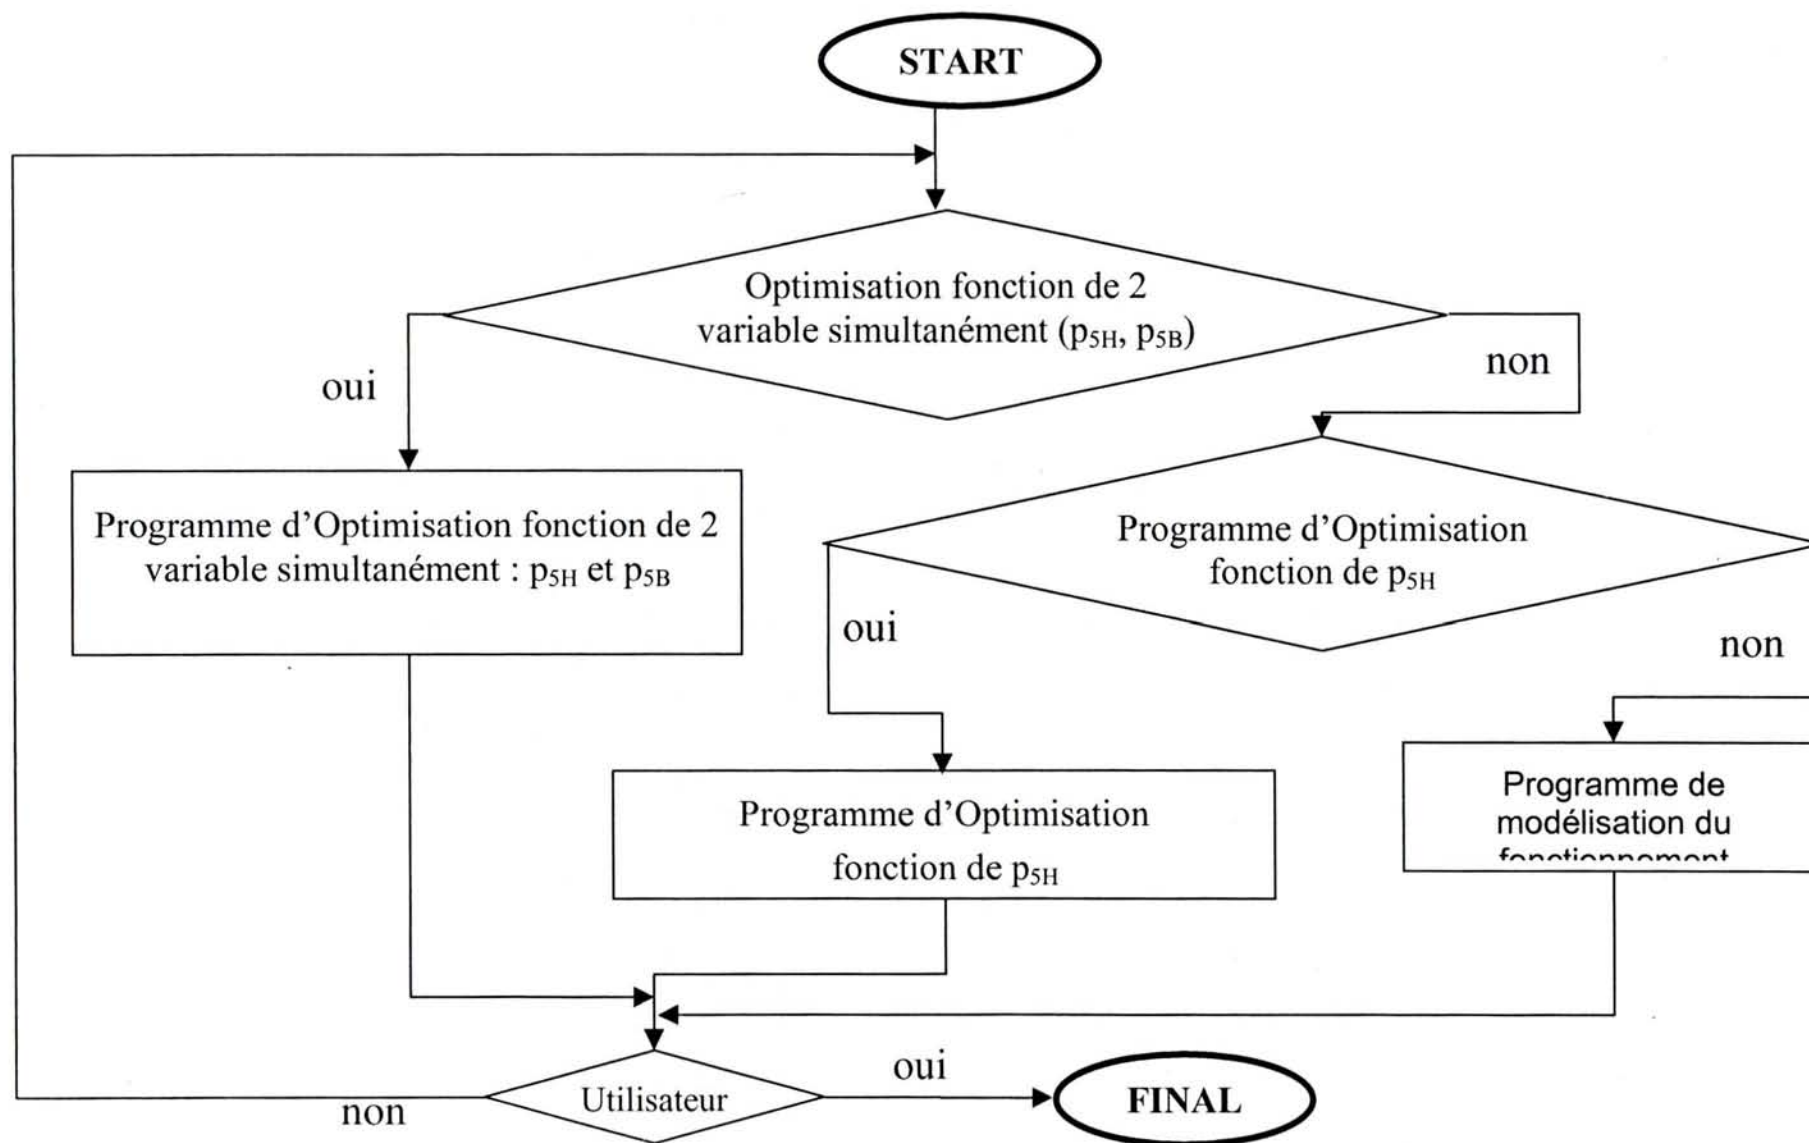 START
Optimisation fonction de 2
variable simultanément (p5H, p5B)
oui
non
Programme d’Optimisation fonction de 2
variable simultanément : p5H et p5B
Programme d’Optimisation
fonction de p5H
oui
non
Programme d’Optimisation
fonction de p5H
Programme de
modélisation du
fonctionnement
Utilisateur
oui
non
FINAL